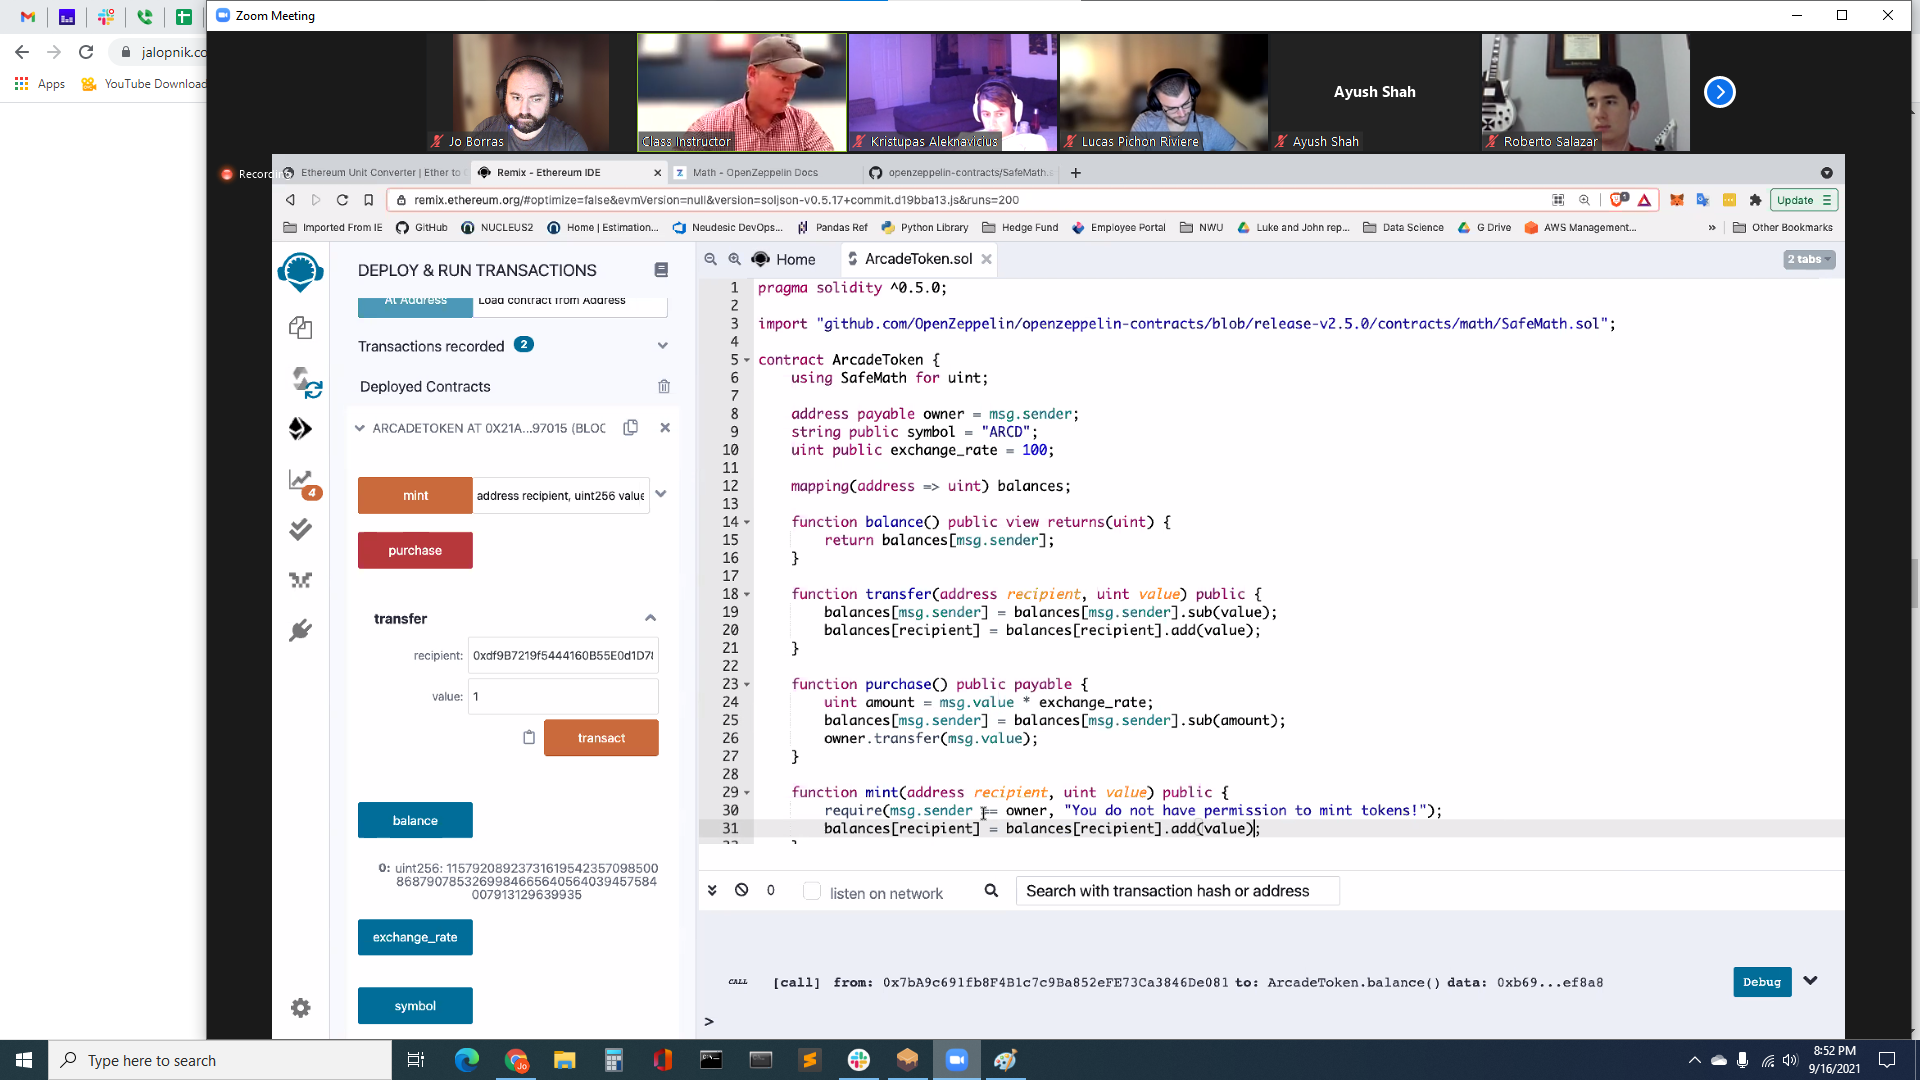 Zoom Meeting
jalopnik.co
Apps
YouTube Download
Jo Borras
Class Instructor
Kristupas Aleknavicius
Lucas Pichon Riviere
Ayush Shah
Ayush Shah
Roberto Salazar
Recording
Ethereum Unit Converter | Ether to
Remix - Ethereum IDE
Math - OpenZeppelin Docs
openzeppelin-contracts/SafeMath.s
remix.ethereum.org/#optimize=false&evmVersion=null&version=soljson-v0.5.17+commit.d19bba13.js&runs=200
1
Update
Imported From IE
GitHub
NUCLEUS2
Home | Estimation...
Neudesic DevOps...
Pandas Ref
Python Library
Hedge Fund
Employee Portal
NWU
Luke and John rep...
Data Science
G Drive
AWS Management...
»
Other Bookmarks
DEPLOY & RUN TRANSACTIONS
At Address
Load contract from Address
Transactions recorded 2
Deployed Contracts
ARCADETOKEN AT 0X21A...97015 (BLOC
4
mint
address recipient, uint256 value
purchase
transfer
recipient: 0xdf9B7219f5444160B55E0d1D7
value: 1
transact
balance
0: uint256: 11579208923731619542357098500
86879078532699846656405640394575840
07913129639935
exchange_rate
symbol
Home
ArcadeToken.sol
2 tabs
1 pragma solidity ^0.5.0;
2
3 import "github.com/OpenZeppelin/openzeppelin-contracts/blob/release-v2.5.0/contracts/math/SafeMath.sol";
4
5 contract ArcadeToken {
6 using SafeMath for uint;
7
8 address payable owner = msg.sender;
9 string public symbol = "ARCD";
10 uint public exchange_rate = 100;
11
12 mapping(address => uint) balances;
13
14 function balance() public view returns(uint) {
15 return balances[msg.sender];
16 }
17
18 function transfer(address recipient, uint value) public {
19 balances[msg.sender] = balances[msg.sender].sub(value);
20 balances[recipient] = balances[recipient].add(value);
21 }
22
23 function purchase() public payable {
24 uint amount = msg.value * exchange_rate;
25 balances[msg.sender] = balances[msg.sender].sub(amount);
26 owner.transfer(msg.value);
27 }
28
29 function mint(address recipient, uint value) public {
30 require(msg.sender == owner, "You do not have permission to mint tokens!");
31 balances[recipient] = balances[recipient].add(value);
0
listen on network
Search with transaction hash or address
CALL [call] from: 0x7bA9c691fb8F4B1c7c9Ba852eFE73Ca3846De081 to: ArcadeToken.balance() data: 0xb69...ef8a8
Debug
>
Type here to search
8:52 PM
9/16/2021